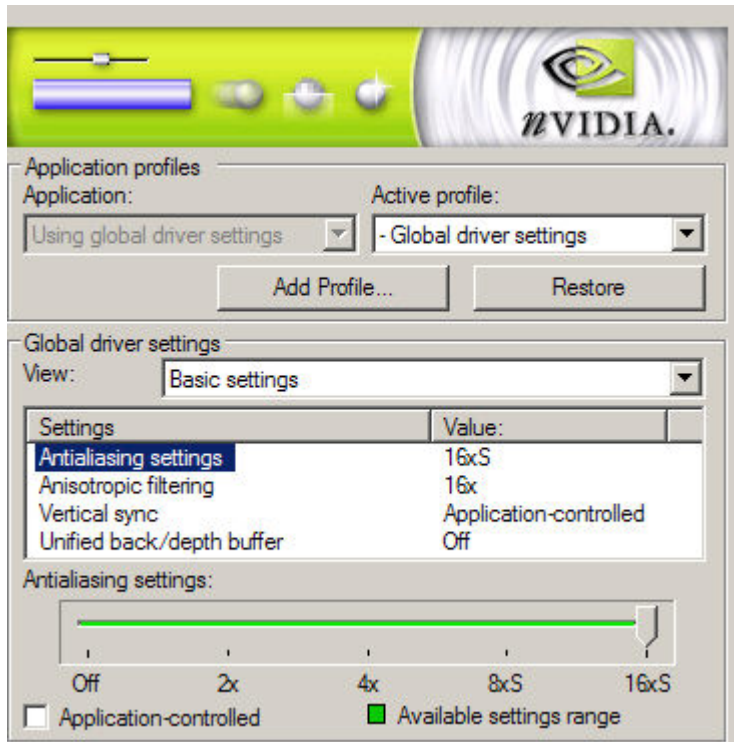 nVIDIA.
Application profiles
Application: Active profile:
Using global driver settings - Global driver settings
Add Profile... Restore
Global driver settings
View: Basic settings
Settings Value:
Antialiasing settings 16xS
Anisotropic filtering 16x
Vertical sync Application-controlled
Unified back/depth buffer Off
Antialiasing settings:
Off 2x 4x 8xS 16xS
Application-controlled Available settings range